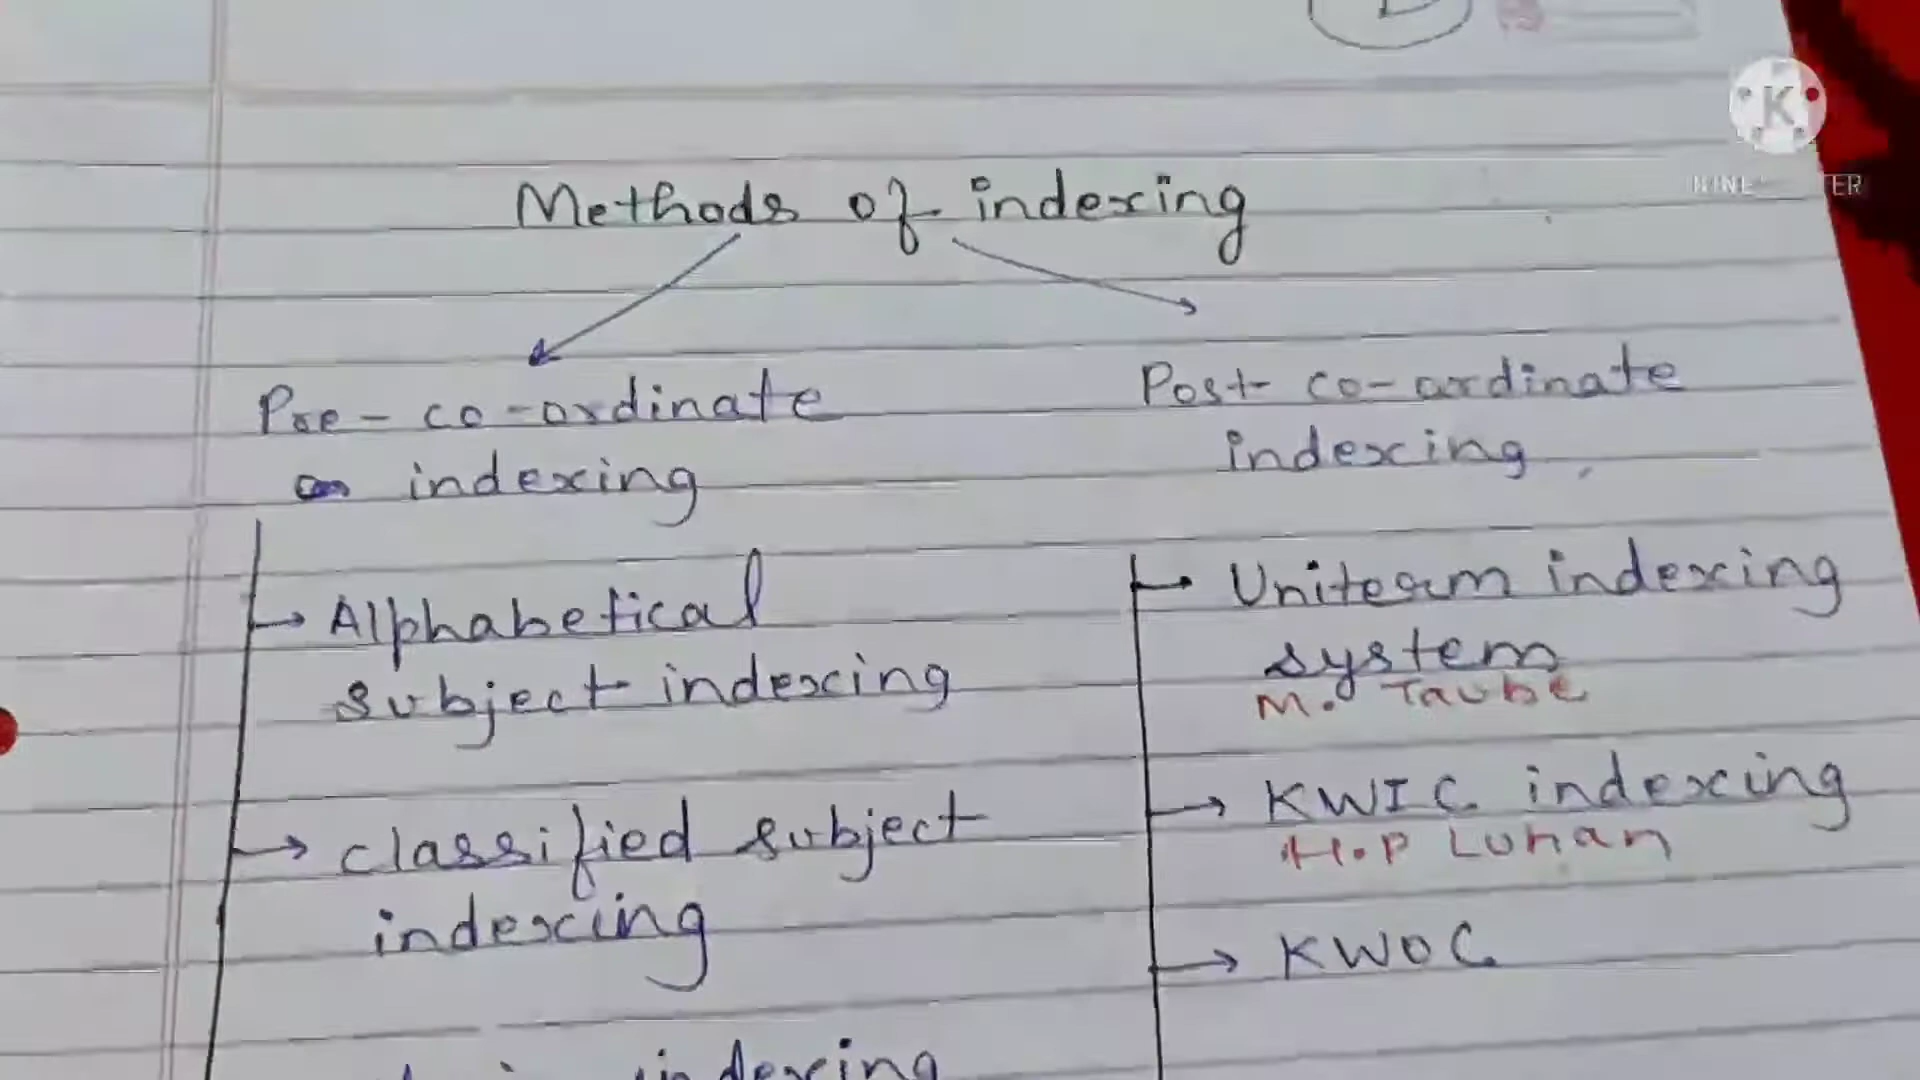 Methods of indexing
Pre-co-ordinate
indexing
Post-co-ordinate
indexing
Alphabetical
subject indexing
classified subject
indexing
indexing
Uniterm indexing
system
M. Taube
KWIC indexing
H.P Luhan
KWOC
K